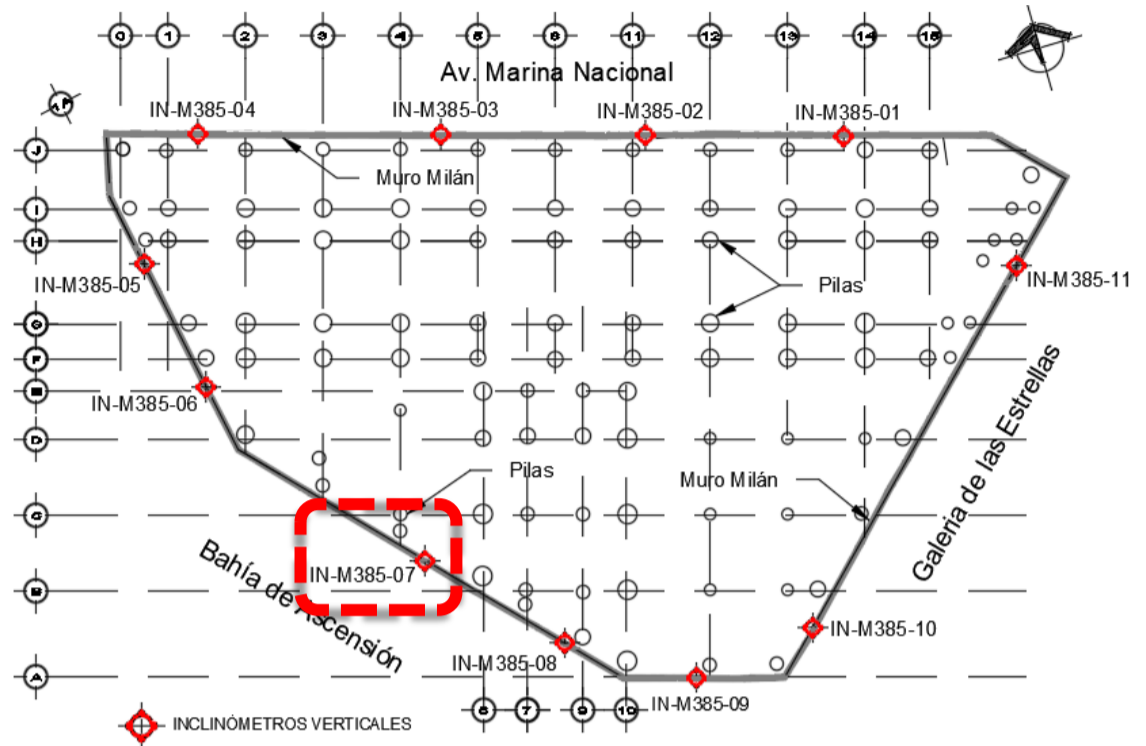 0 1 2 3 4 5 8 11 12 13 14 15
Av. Marina Nacional
1A
IN-M385-04
IN-M385-03
IN-M385-02
IN-M385-01
J
Muro Milán
I
H
IN-M385-05
IN-M385-11
Pilas
G
F
E
IN-M385-06
D
Pilas
Muro Milán
Galeria de las Estrellas
C
Bahía de Ascensión
IN-M385-07
B
IN-M385-10
IN-M385-08
A
IN-M385-09
6 7 9 10
INCLINÓMETROS VERTICALES